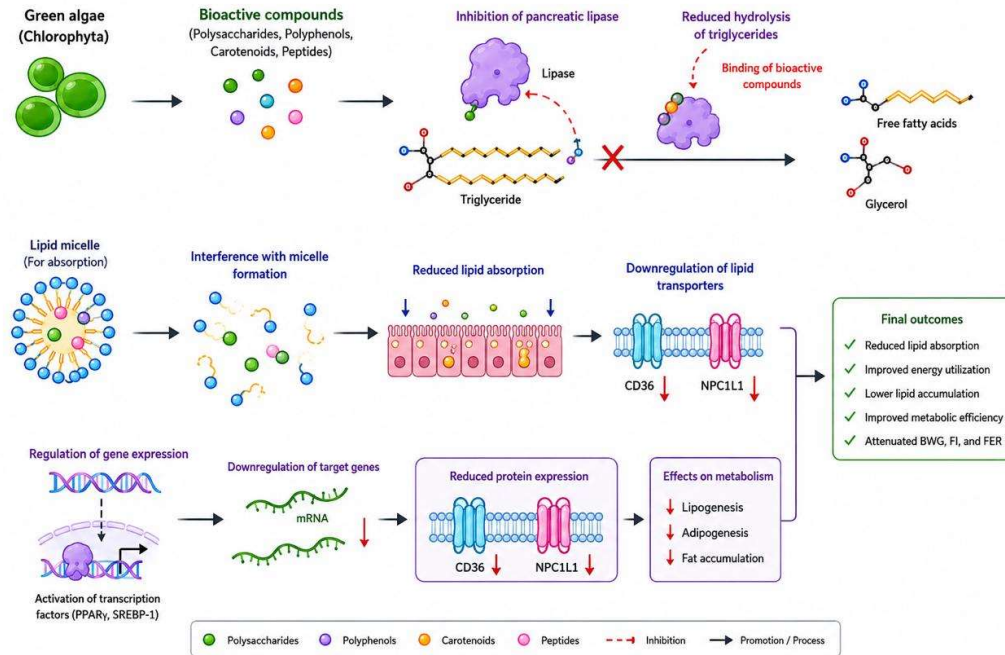 Green algae
(Chlorophyta)
Bioactive compounds
(Polysaccharides, Polyphenols,
Carotenoids, Peptides)
Inhibition of pancreatic lipase
Lipase
Triglyceride
Reduced hydrolysis
of triglycerides
Binding of bioactive
compounds
Free fatty acids
Glycerol
Lipid micelle
(For absorption)
Interference with micelle
formation
Reduced lipid absorption
Downregulation of lipid
transporters
CD36
NPC1L1
Final outcomes
✓ Reduced lipid absorption
✓ Improved energy utilization
✓ Lower lipid accumulation
✓ Improved metabolic efficiency
✓ Attenuated BWG, FI, and FER
Regulation of gene expression
Activation of transcription
factors (PPARγ, SREBP-1)
Downregulation of target genes
mRNA
Reduced protein expression
CD36
NPC1L1
Effects on metabolism
Lipogenesis
Adipogenesis
Fat accumulation
Polysaccharides
Polyphenols
Carotenoids
Peptides
Inhibition
Promotion / Process